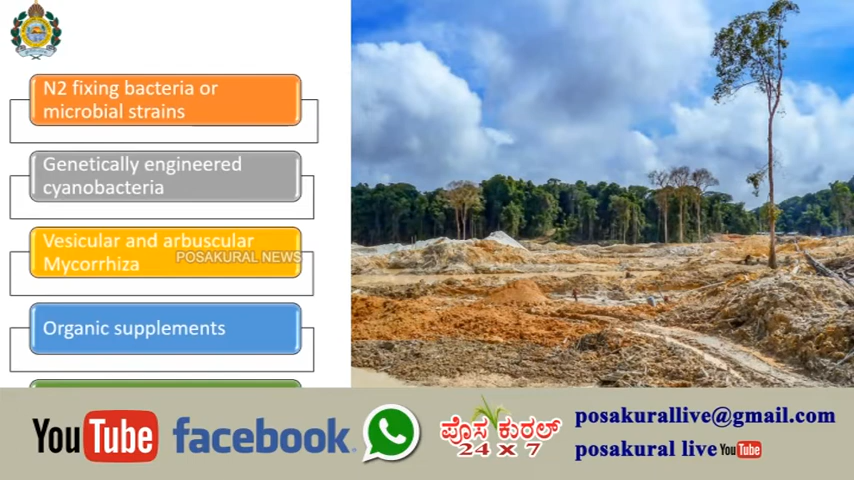 N2 fixing bacteria or
microbial strains
Genetically engineered
cyanobacteria
Vesicular and arbuscular
Mycorrhiza
POSAKURAL NEWS
Organic supplements
YouTube
facebook
ಪೊಸ ಕುರಲ್
24 x 7
posakurallive@gmail.com
posakural live YouTube